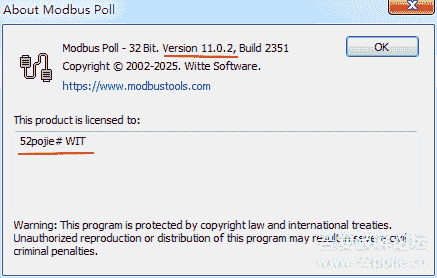 About Modbus Poll
Modbus Poll - 32 Bit. Version 11.0.2, Build 2351
Copyright © 2002-2025. Witte Software.
https://www.modbustools.com
OK
This product is licensed to:
52pojie# WIT
Warning: This program is protected by copyright law and international treaties.
Unauthorized reproduction or distribution of this program may result in severe civil
criminal penalties.
www.52pojie.cn